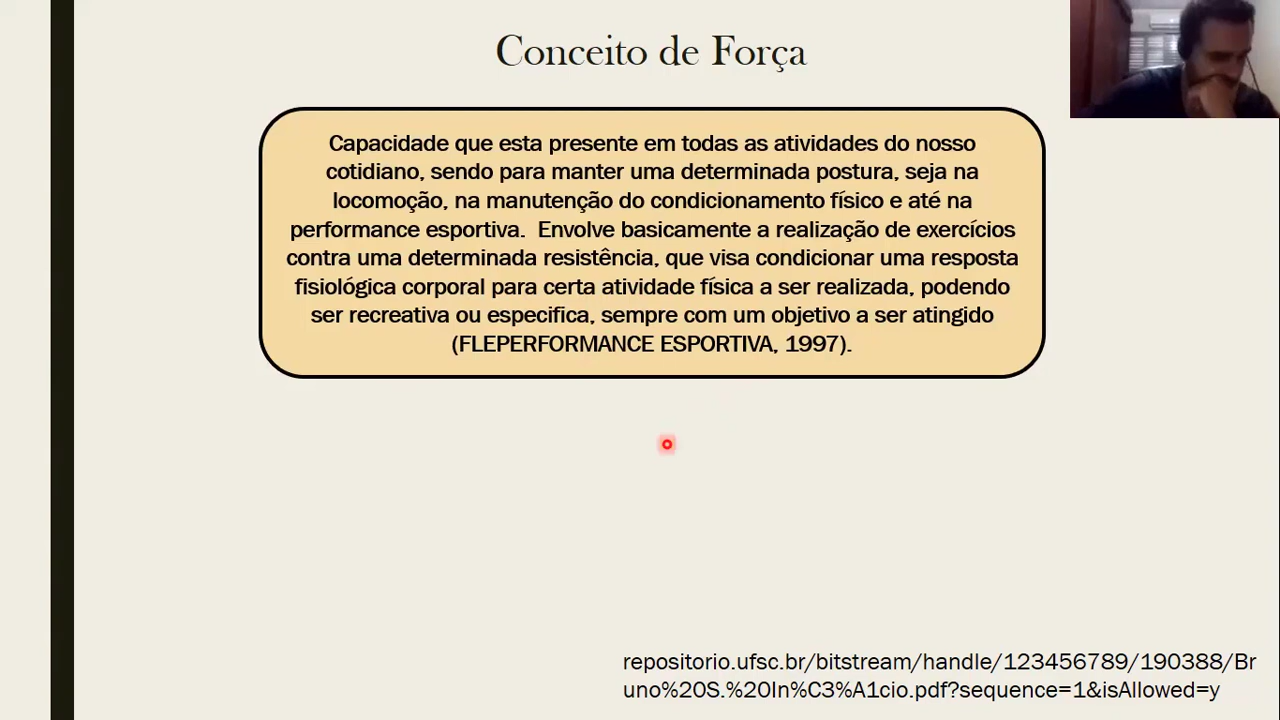 Conceito de Força
Capacidade que esta presente em todas as atividades do nosso
cotidiano, sendo para manter uma determinada postura, seja na
locomoção, na manutenção do condicionamento físico e até na
performance esportiva.  Envolve basicamente a realização de exercícios
contra uma determinada resistência, que visa condicionar uma resposta
fisiológica corporal para certa atividade física a ser realizada, podendo
ser recreativa ou especifica, sempre com um objetivo a ser atingido
(FLEPERFORMANCE ESPORTIVA, 1997).
repositorio.ufsc.br/bitstream/handle/123456789/190388/Br
uno%20S.%20In%C3%A1cio.pdf?sequence=1&isAllowed=y